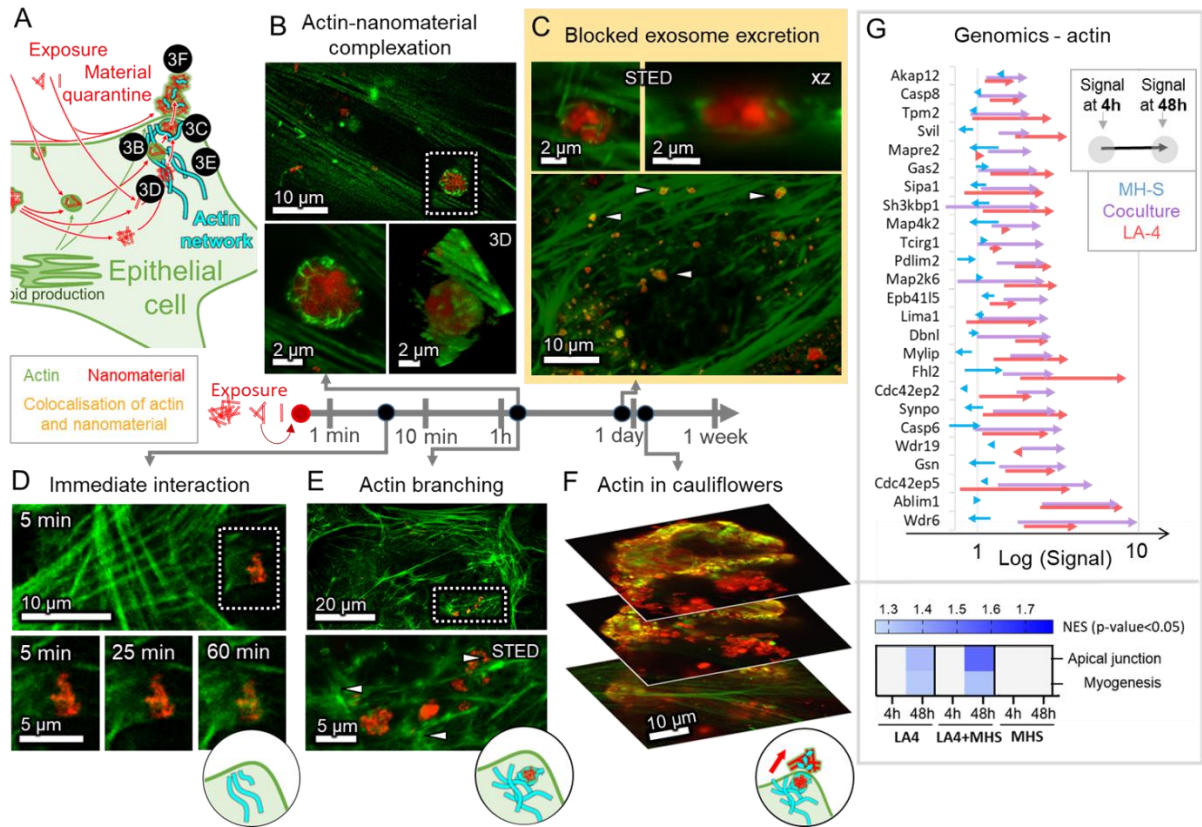 A
Exposure
Material
quarantine
3F
3C
3B
3E
3D
Actin
network
Epithelial
cell
oid production
Actin
Nanomaterial
Colocalisation of actin
and nanomaterial
B
Actin-nanomaterial
complexation
10 µm
3D
2 µm
2 µm
C
Blocked exosome excretion
STED
xz
2 µm
2 µm
10 µm
Exposure
1 min
10 min
1h
1 day
1 week
D
Immediate interaction
5 min
10 µm
5 min
25 min
60 min
5 µm
E
Actin branching
20 µm
STED
5 µm
F
Actin in cauliflowers
10 µm
G
Genomics - actin
Akap12
Casp8
Tpm2
Svil
Mapre2
Gas2
Sipa1
Sh3kbp1
Map4k2
Tcirg1
Pdlim2
Map2k6
Epb41l5
Lima1
Dbnl
Mylip
Fhl2
Cdc42ep2
Synpo
Casp6
Wdr19
Gsn
Cdc42ep5
Ablim1
Wdr6
Signal at 4h
Signal at 48h
MH-S
Coculture
LA-4
1
10
Log (Signal)
1.3 1.4 1.5 1.6 1.7
NES (p-value<0.05)
Apical junction
Myogenesis
4h 48h 4h 48h 4h 48h
LA4 LA4+MHS MHS